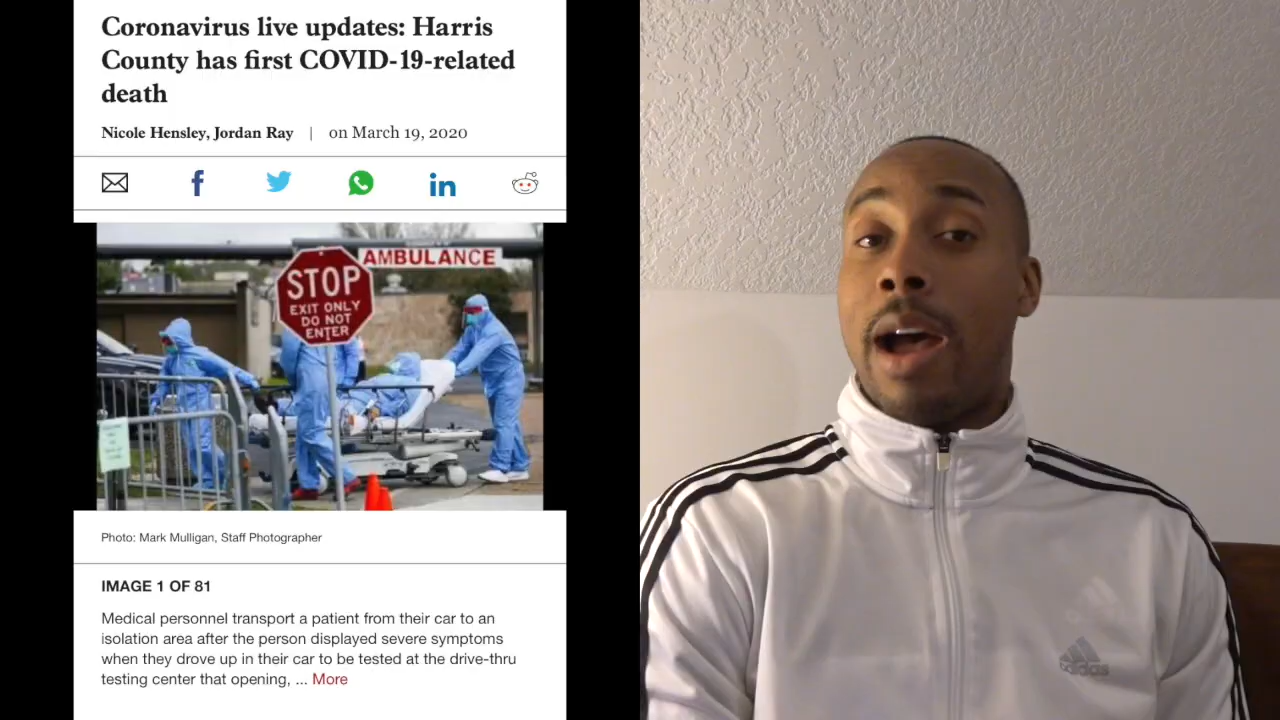 Coronavirus live updates: Harris
County has first COVID-19-related
death
Nicole Hensley, Jordan Ray | on March 19, 2020
AMBULANCE
STOP
EXIT ONLY
DO NOT
ENTER
Photo: Mark Mulligan, Staff Photographer
IMAGE 1 OF 81
Medical personnel transport a patient from their car to an
isolation area after the person displayed severe symptoms
when they drove up in their car to be tested at the drive-thru
testing center that opening, ... More
adidas